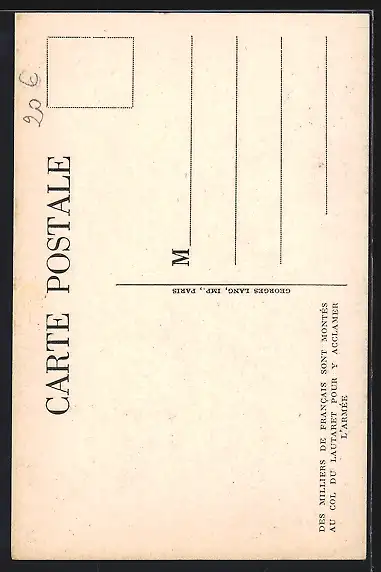 20 €
CARTE POSTALE
M
GEORGES LANG, IMP., PARIS
DES MILLIERS DE FRANÇAIS SONT MONTÉS
AU COL DU LAUTARET POUR Y ACCLAMER
L'ARMÉE